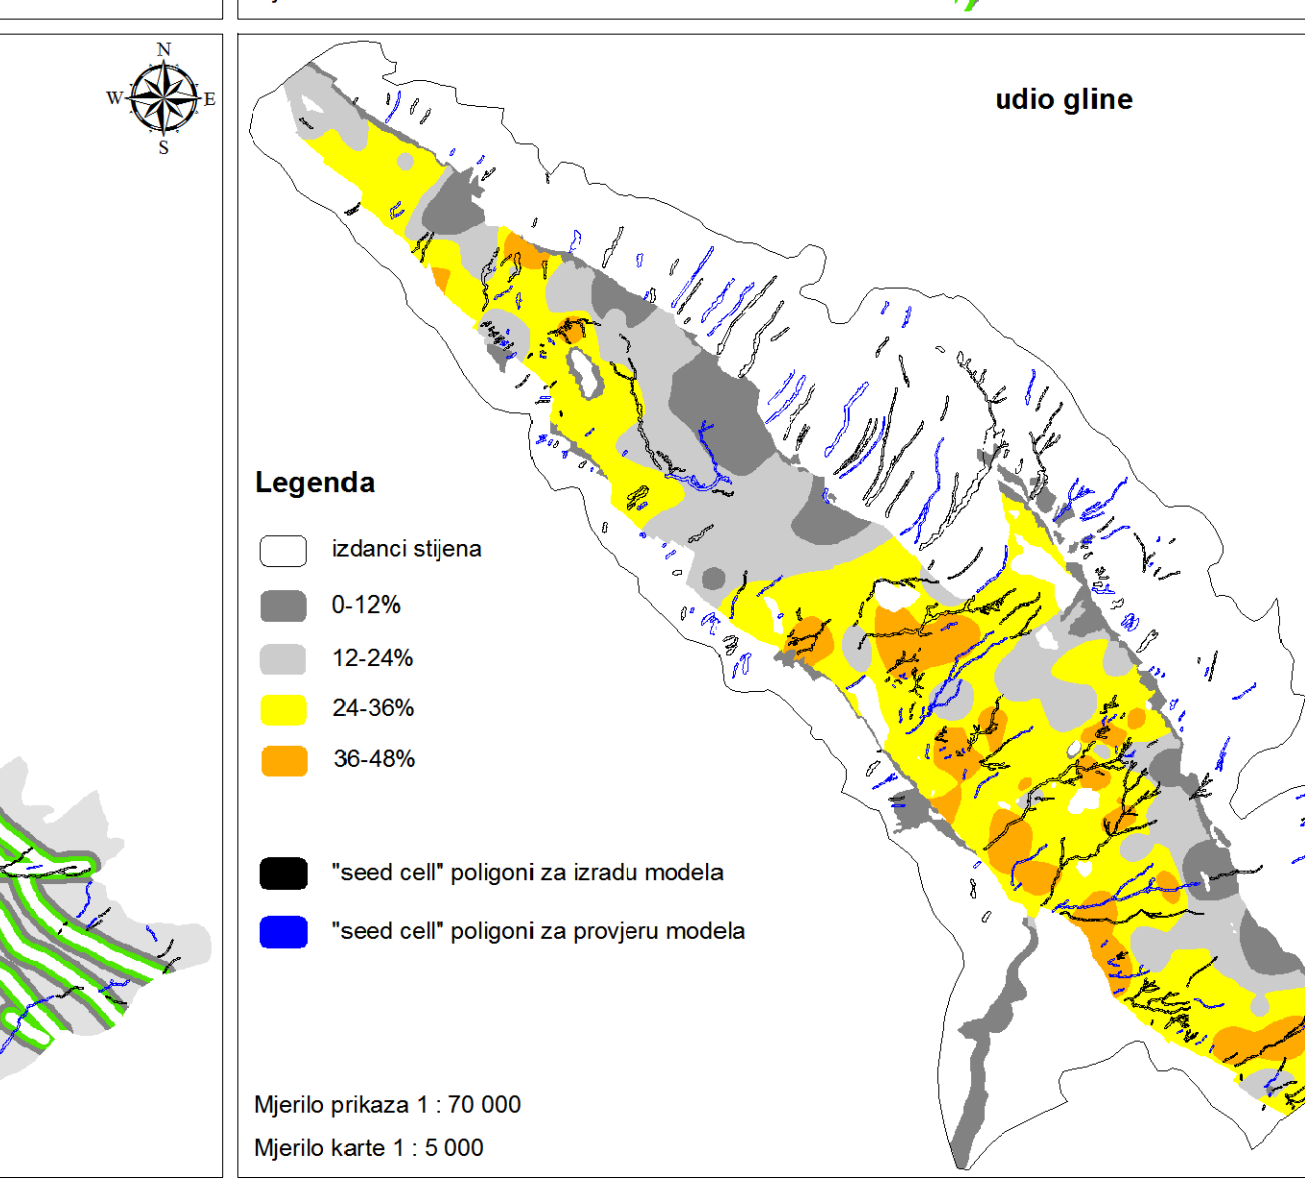 N
W E
S
udio gline
Legenda
izdanci stijena
0-12%
12-24%
24-36%
36-48%
"seed cell" poligoni za izradu modela
"seed cell" poligoni za provjeru modela
Mjerilo prikaza 1 : 70 000
Mjerilo karte 1 : 5 000